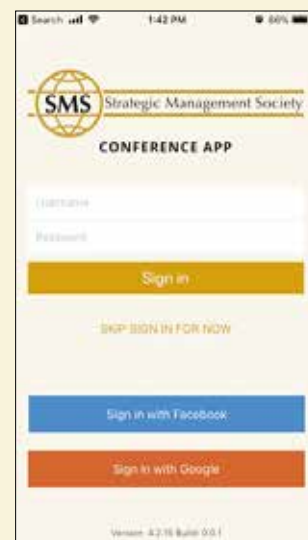 Search 1:42 PM 66%
SMS Strategic Management Society
CONFERENCE APP
Username
Password
Sign in
SKIP SIGN IN FOR NOW
Sign in with Facebook
Sign in with Google